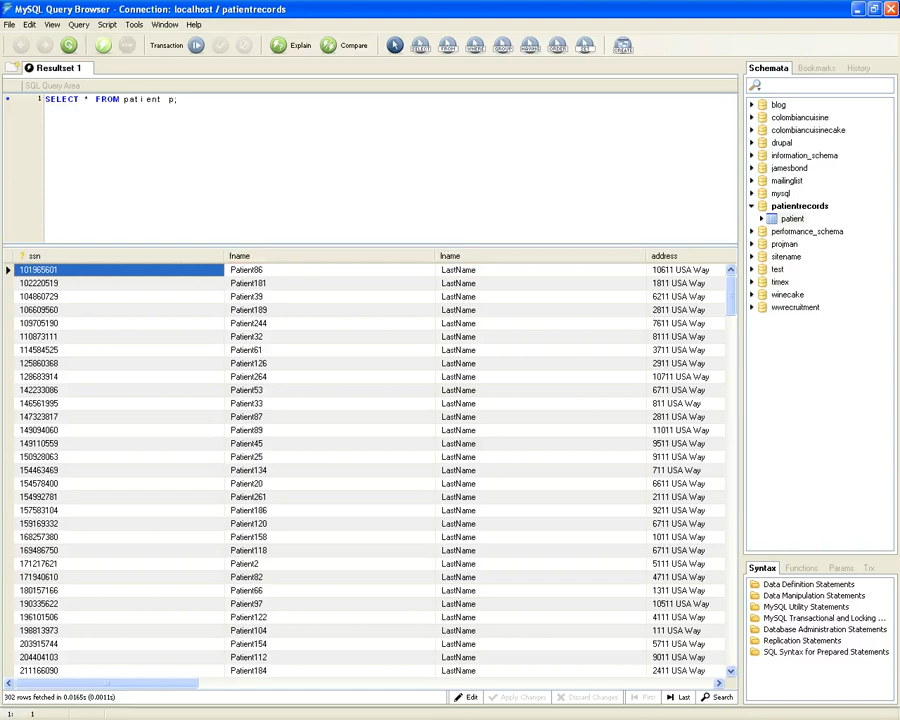 MySQL Query Browser - Connection: localhost / patientrecords
File Edit View Query Script Tools Window Help
Transaction Explain Compare SELECT FROM WHERE GROUP HAVING ORDER SET CREATE
Resultset 1
SQL Query Area
1 SELECT * FROM patient p;
ssn fname lname address
101965601 Patient86 LastName 10611 USA Way
102220519 Patient181 LastName 1811 USA Way
104860729 Patient39 LastName 6211 USA Way
106609560 Patient189 LastName 2811 USA Way
109705190 Patient244 LastName 7611 USA Way
110873111 Patient32 LastName 8111 USA Way
114584525 Patient61 LastName 3711 USA Way
125860368 Patient126 LastName 2911 USA Way
128683914 Patient264 LastName 10711 USA Way
142233086 Patient53 LastName 6711 USA Way
146561995 Patient33 LastName 811 USA Way
147323817 Patient87 LastName 2811 USA Way
149094060 Patient89 LastName 11011 USA Way
149110559 Patient45 LastName 9511 USA Way
150928063 Patient25 LastName 9111 USA Way
154463469 Patient134 LastName 711 USA Way
154578400 Patient20 LastName 6611 USA Way
154992781 Patient261 LastName 2111 USA Way
157583104 Patient186 LastName 9211 USA Way
159169332 Patient120 LastName 6711 USA Way
168257380 Patient158 LastName 1011 USA Way
169486750 Patient118 LastName 6711 USA Way
171217621 Patient2 LastName 5111 USA Way
171940610 Patient82 LastName 4711 USA Way
180157166 Patient66 LastName 1311 USA Way
190335622 Patient97 LastName 10511 USA Way
196101506 Patient122 LastName 4111 USA Way
198813973 Patient104 LastName 111 USA Way
203915744 Patient154 LastName 5711 USA Way
204404103 Patient112 LastName 9011 USA Way
211166090 Patient184 LastName 2411 USA Way
302 rows fetched in 0.0165s (0.0011s) Edit Apply Changes Discard Changes First Last Search
1: 1
Schemata Bookmarks History
blog
colombiancuisine
colombiancuisinecake
drupal
information_schema
jamesbond
mailinglist
mysql
patientrecords
patient
performance_schema
projman
sitename
test
timex
winecake
wwrecruitment
Syntax Functions Params Trx
Data Definition Statements
Data Manipulation Statements
MySQL Utility Statements
MySQL Transactional and Locking ...
Database Administration Statements
Replication Statements
SQL Syntax for Prepared Statements